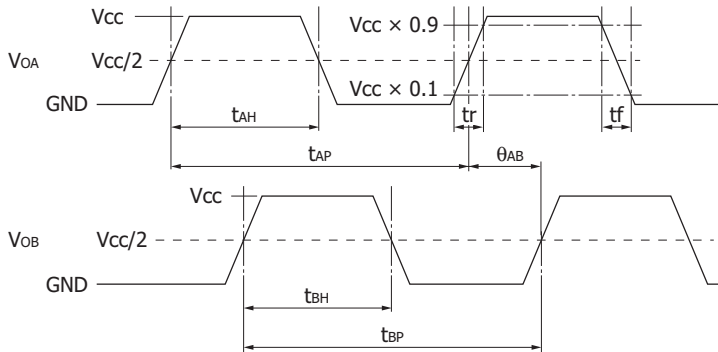 Vcc
VOA
Vcc/2
GND
Vcc × 0.9
Vcc × 0.1
tAH
tr
tf
tAP
θAB
Vcc
VOB
Vcc/2
GND
tBH
tBP